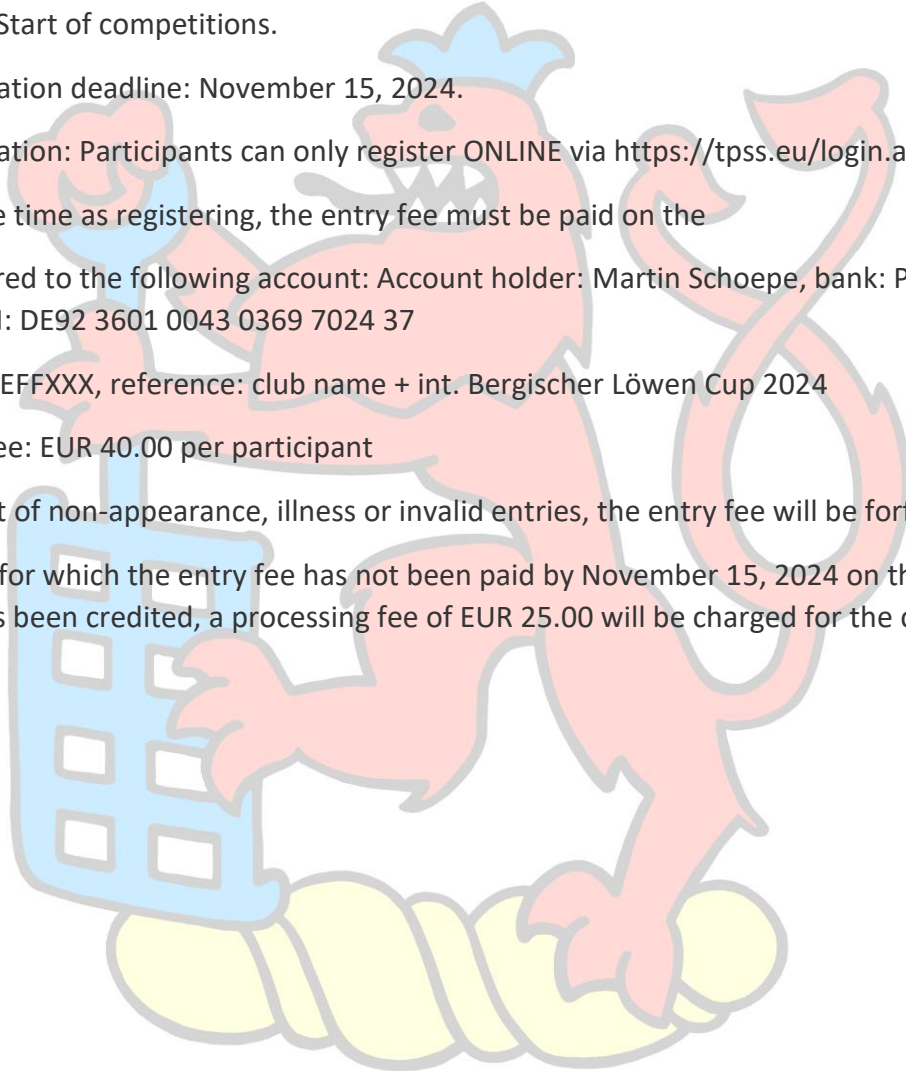 Start of competitions.
ation deadline: November 15, 2024.
ation: Participants can only register ONLINE via https://tpss.eu/login.a
e time as registering, the entry fee must be paid on the
red to the following account: Account holder: Martin Schoepe, bank: P
: DE92 3601 0043 0369 7024 37
EFFXXX, reference: club name + int. Bergischer Löwen Cup 2024
ee: EUR 40.00 per participant
t of non-appearance, illness or invalid entries, the entry fee will be forf
for which the entry fee has not been paid by November 15, 2024 on th
s been credited, a processing fee of EUR 25.00 will be charged for the